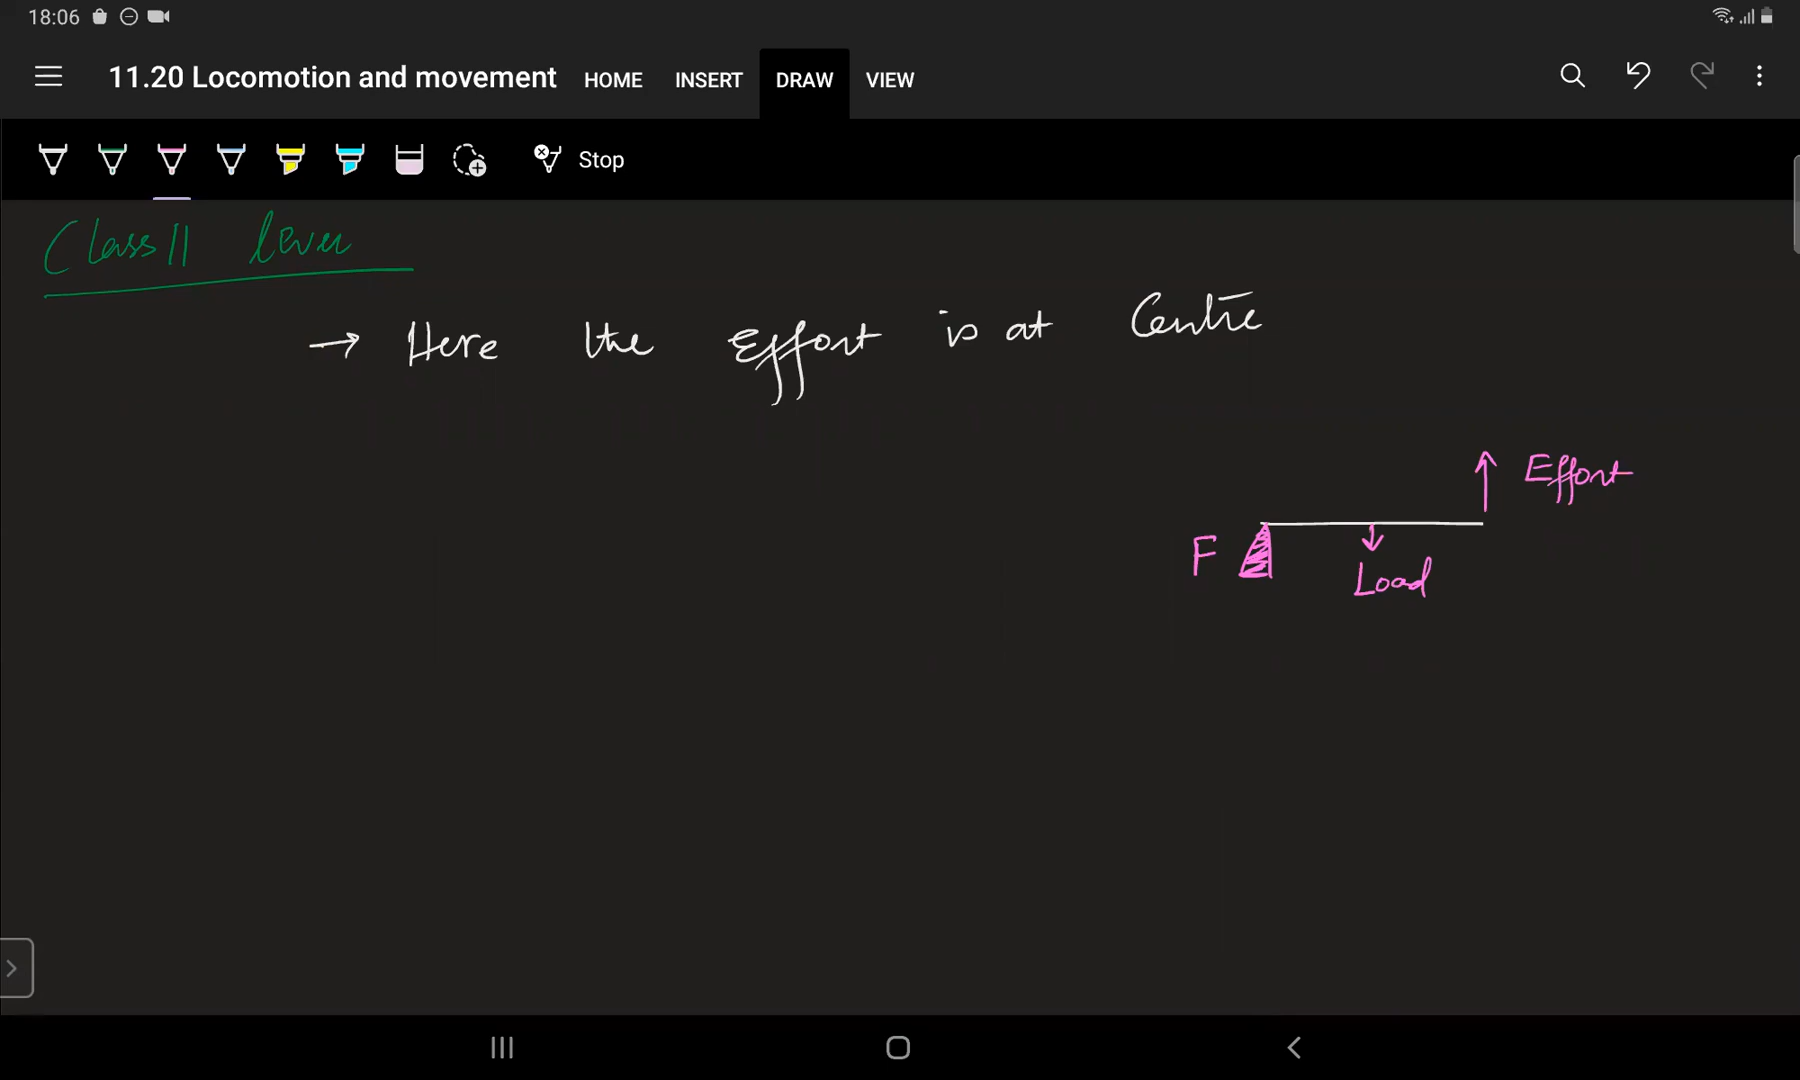 18:06
11.20 Locomotion and movement HOME INSERT DRAW VIEW
Stop
Class II lever
→ Here the Effort is at Centre
Effort
F
Load